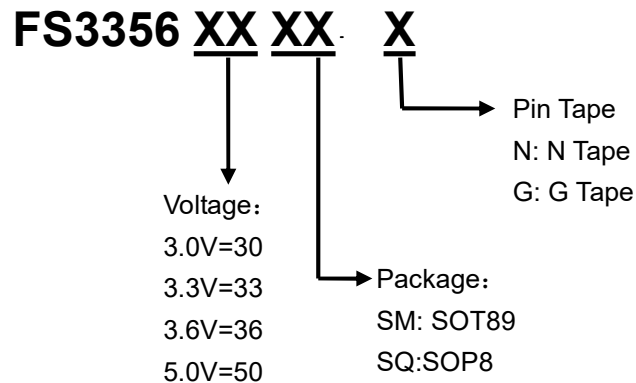 FS3356 XX XX - X
Pin Tape
N: N Tape
G: G Tape
Voltage：
3.0V=30
3.3V=33
3.6V=36
5.0V=50
Package：
SM: SOT89
SQ:SOP8